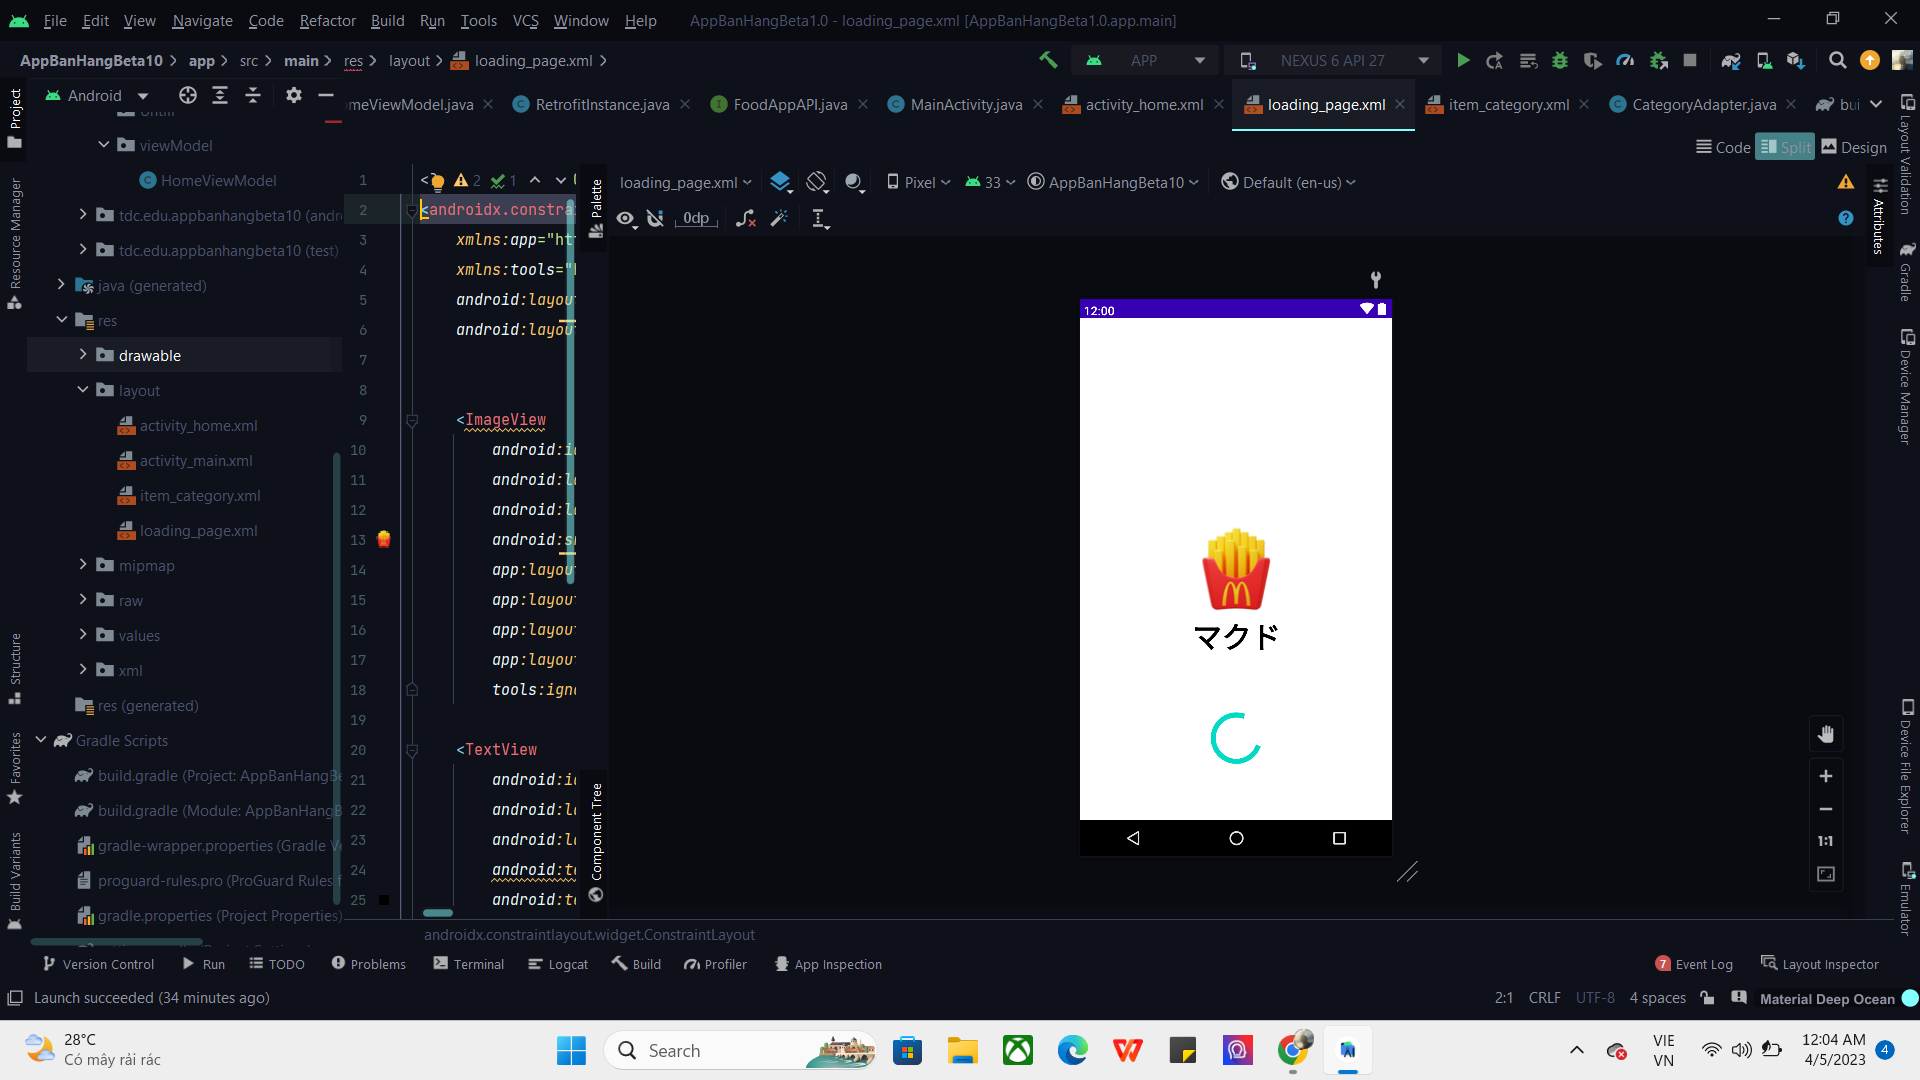 File Edit View Navigate Code Refactor Build Run Tools VCS Window Help AppBanHangBeta1.0 - loading_page.xml [AppBanHangBeta1.0.app.main]
AppBanHangBeta10 app src main res layout loading_page.xml APP NEXUS 6 API 27
Android omeViewModel.java RetrofitInstance.java FoodAppAPI.java MainActivity.java activity_home.xml loading_page.xml item_category.xml CategoryAdapter.java bui
Code Split Design
Project
Resource Manager
Structure
Favorites
Build Variants
viewModel
HomeViewModel
tdc.edu.appbanhangbeta10 (andr
tdc.edu.appbanhangbeta10 (test)
java (generated)
res
drawable
layout
activity_home.xml
activity_main.xml
item_category.xml
loading_page.xml
mipmap
raw
values
xml
res (generated)
Gradle Scripts
build.gradle (Project: AppBanHangBe
build.gradle (Module: AppBanHangB
gradle-wrapper.properties (Gradle Ve
proguard-rules.pro (ProGuard Rules f
gradle.properties (Project Properties)
1 < 2 1
2 <androidx.constrai
3 xmlns:app="ht
4 xmlns:tools="
5 android:layou
6 android:layou
7
8
9 <ImageView
10 android:i
11 android:l
12 android:l
13 android:s
14 app:layou
15 app:layou
16 app:layou
17 app:layou
18 tools:igno
19
20 <TextView
21 android:i
22 android:l
23 android:l
24 android:te
25 android:te
androidx.constraintlayout.widget.ConstraintLayout
Palette
Component Tree
loading_page.xml Pixel 33 AppBanHangBeta10 Default (en-us)
0dp
12:00
マクド
1:1
Attributes
Layout Validation
Gradle
Device Manager
Device File Explorer
Emulator
Version Control Run TODO Problems Terminal Logcat Build Profiler App Inspection 7 Event Log Layout Inspector
Launch succeeded (34 minutes ago) 2:1 CRLF UTF-8 4 spaces Material Deep Ocean
28°C
Có mây rải rác
Search
VIE
VN
12:04 AM
4/5/2023
4